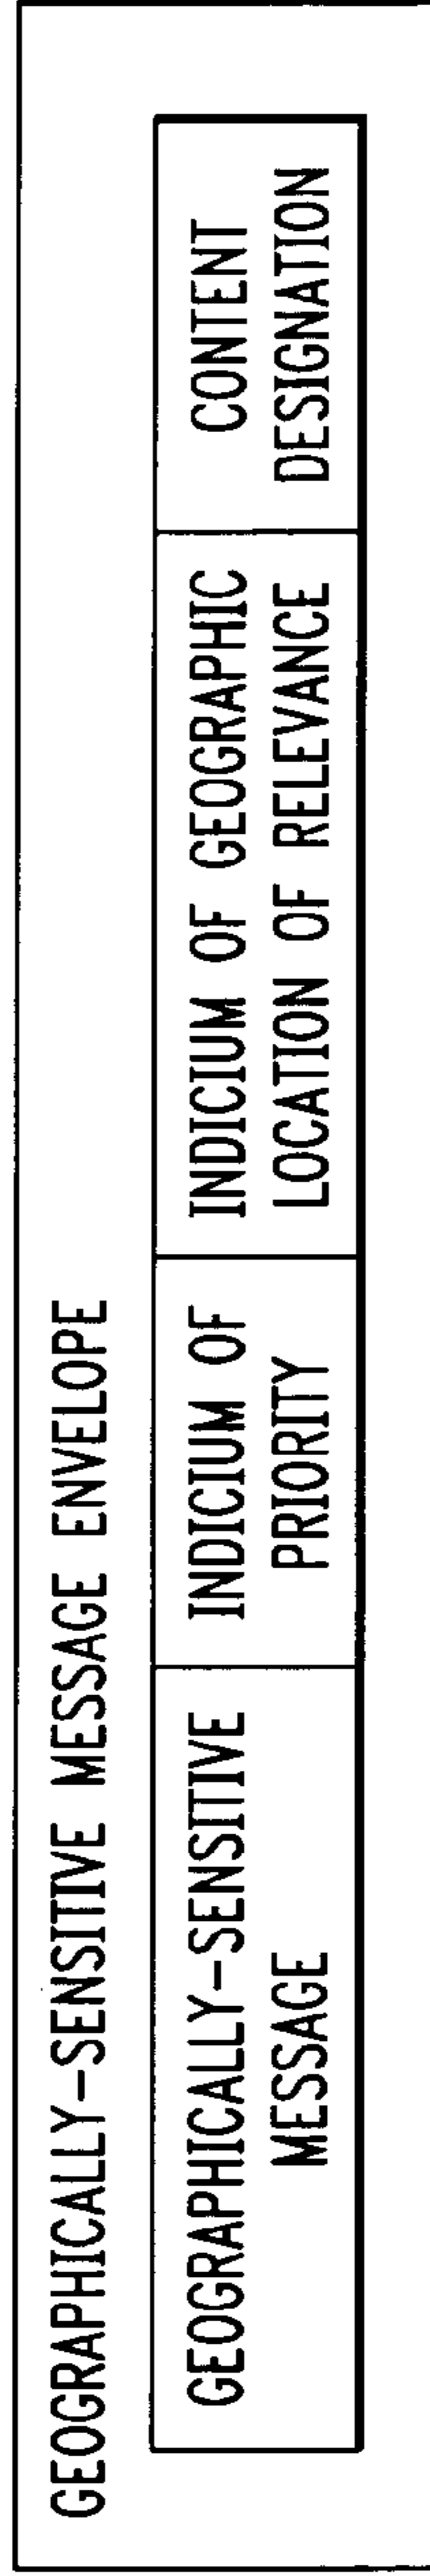 GEOGRAPHICALLY-SENSITIVE MESSAGE ENVELOPE
GEOGRAPHICALLY-SENSITIVE
MESSAGE
INDICIUM OF
PRIORITY
INDICIUM OF GEOGRAPHIC
LOCATION OF RELEVANCE
CONTENT
DESIGNATION